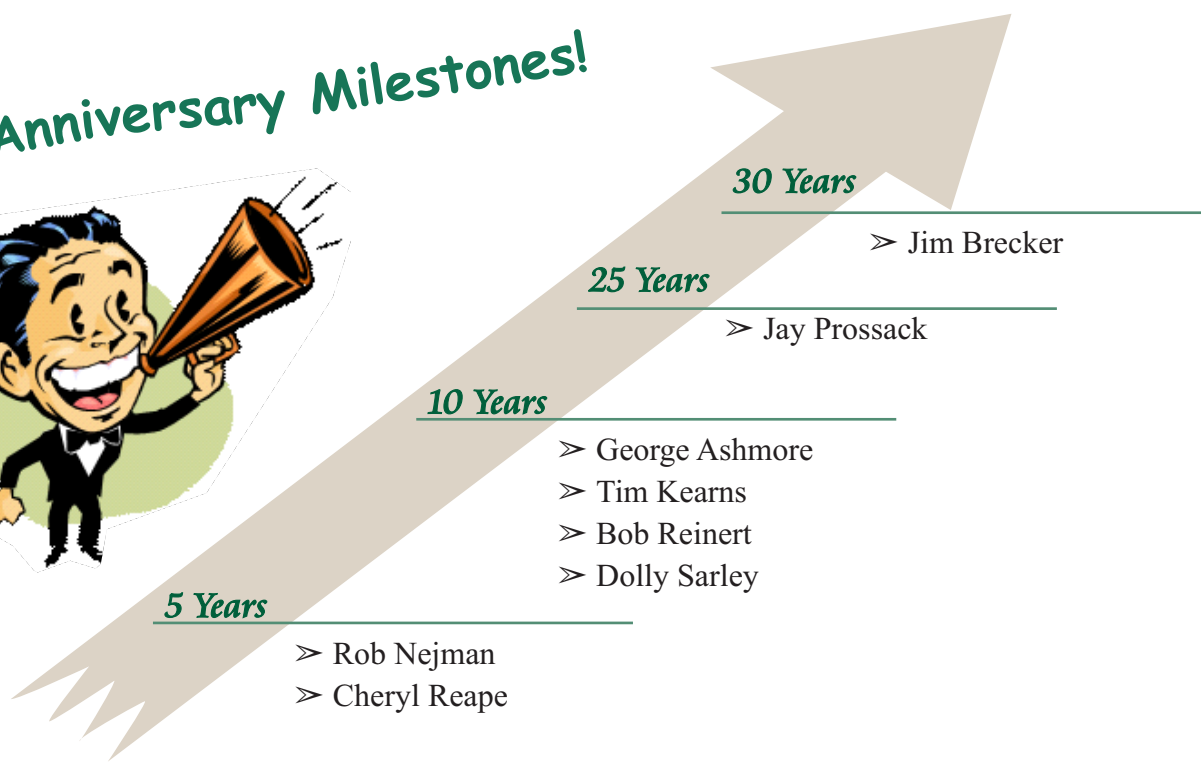 Anniversary Milestones!
30 Years
➢ Jim Brecker
25 Years
➢ Jay Prossack
10 Years
➢ George Ashmore
➢ Tim Kearns
➢ Bob Reinert
➢ Dolly Sarley
5 Years
➢ Rob Nejman
➢ Cheryl Reape